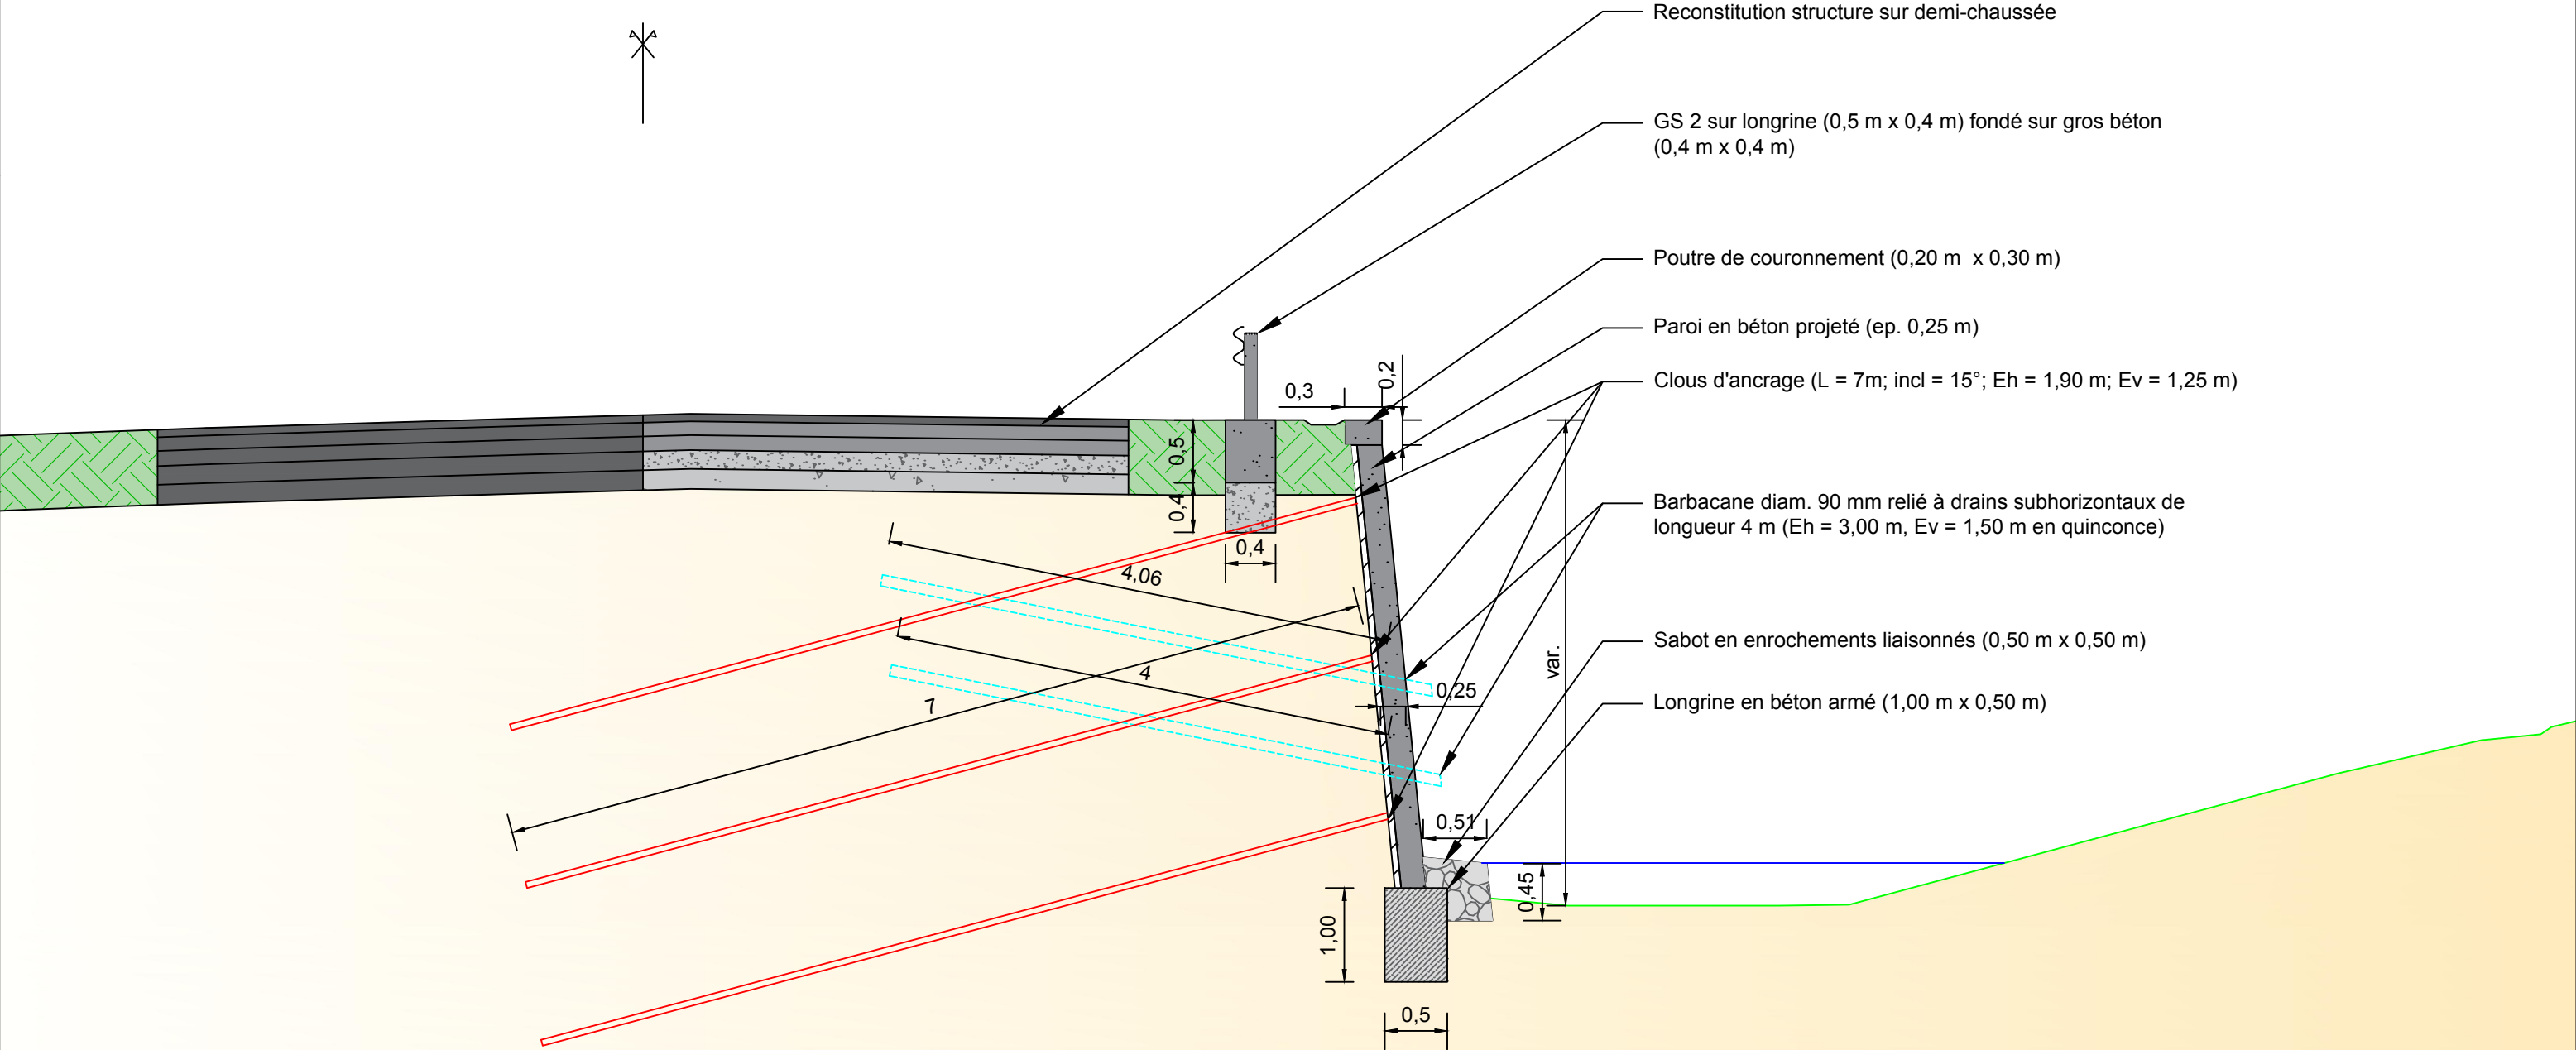 Reconstitution structure sur demi-chaussée
GS 2 sur longrine (0,5 m x 0,4 m) fondé sur gros béton
(0,4 m x 0,4 m)
Poutre de couronnement (0,20 m  x 0,30 m)
Paroi en béton projeté (ep. 0,25 m)
Clous d'ancrage (L = 7m; incl = 15°; Eh = 1,90 m; Ev = 1,25 m)
Barbacane diam. 90 mm relié à drains subhorizontaux de
longueur 4 m (Eh = 3,00 m, Ev = 1,50 m en quinconce)
Sabot en enrochements liaisonnés (0,50 m x 0,50 m)
Longrine en béton armé (1,00 m x 0,50 m)
0,3
0,2
0,5
0,4
0,4
4,06
4
7
0,25
var.
0,51
0,45
1,00
0,5